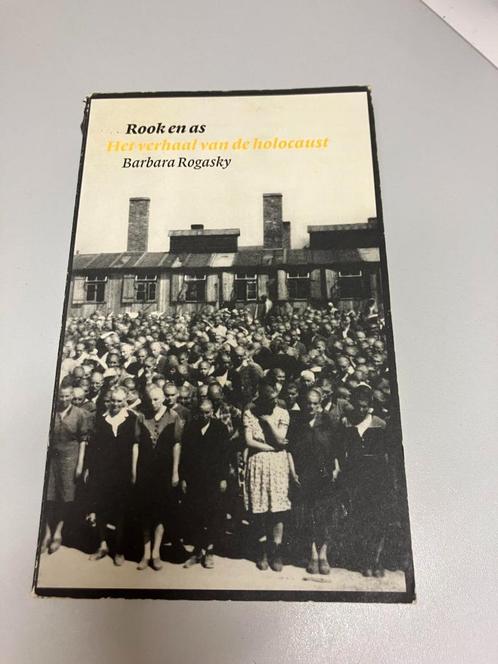 Rook en as
Het verhaal van de holocaust
Barbara Rogasky